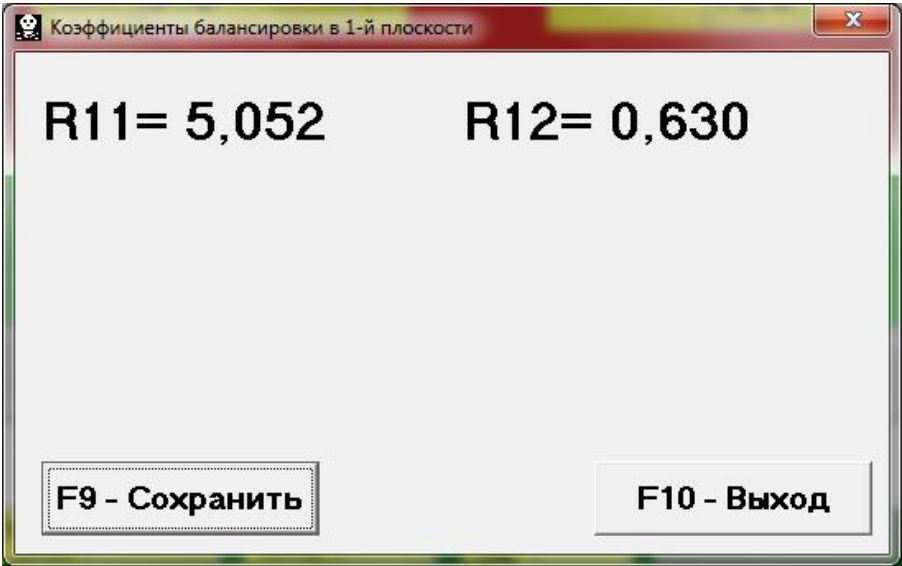 Коэффициенты балансировки в 1-й плоскости
R11= 5,052 R12= 0,630
F9 - Сохранить F10 - Выход